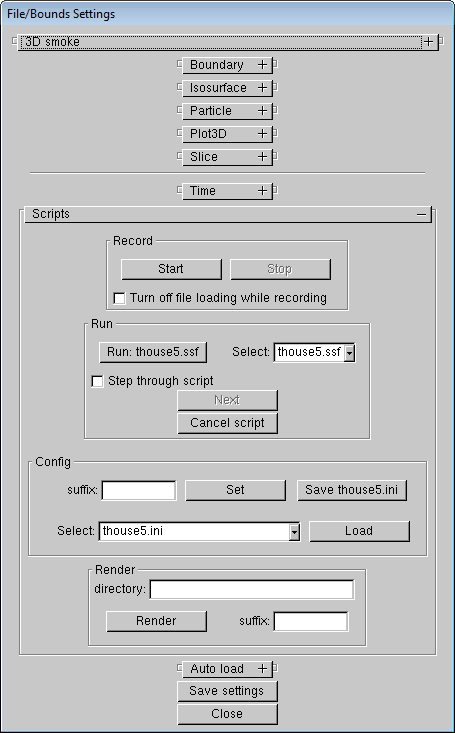 File/Bounds Settings
3D smoke +
Boundary +
Isosurface +
Particle +
Plot3D +
Slice +
Time +
Scripts –
Record
Start Stop
Turn off file loading while recording
Run
Run: thouse5.ssf Select: thouse5.ssf
Step through script
Next
Cancel script
Config
suffix: Set Save thouse5.ini
Select: thouse5.ini Load
Render
directory:
Render suffix:
Auto load +
Save settings
Close